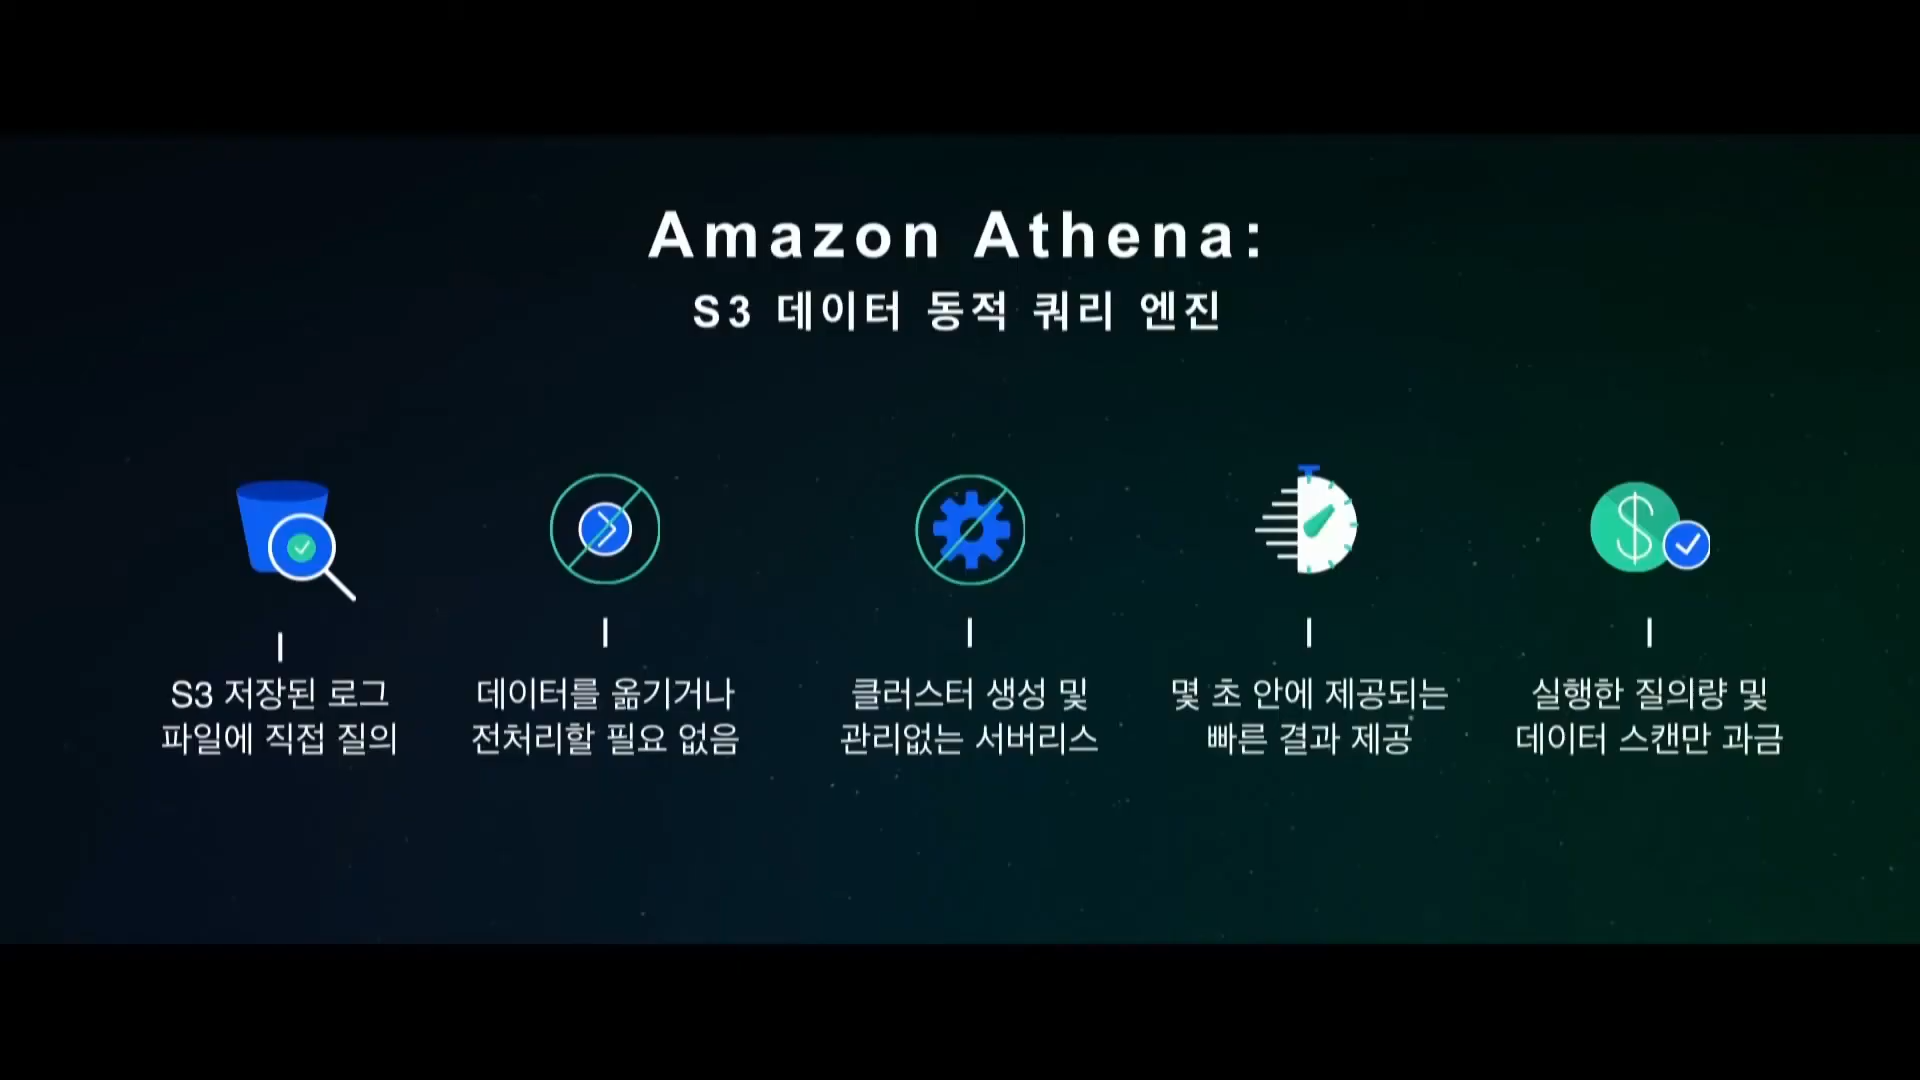 Amazon Athena:
S3 데이터 동적 쿼리 엔진
S3 저장된 로그
파일에 직접 질의
데이터를 옮기거나
전처리할 필요 없음
클러스터 생성 및
관리없는 서버리스
몇 초 안에 제공되는
빠른 결과 제공
실행한 질의량 및
데이터 스캔만 과금